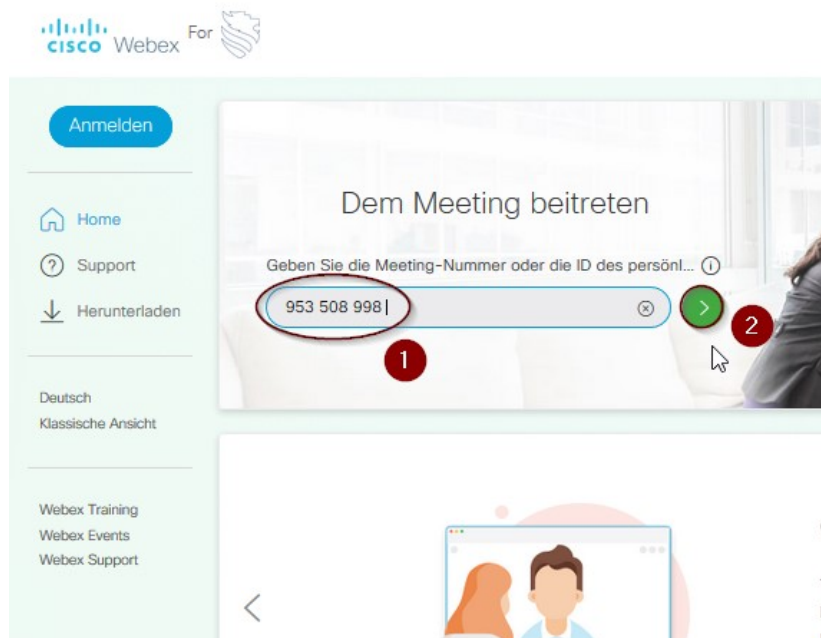 CISCO Webex For
Anmelden
Home
Support
Herunterladen
Deutsch
Klassische Ansicht
Webex Training
Webex Events
Webex Support
Dem Meeting beitreten
Geben Sie die Meeting-Nummer oder die ID des persönl...
953 508 998
1
2